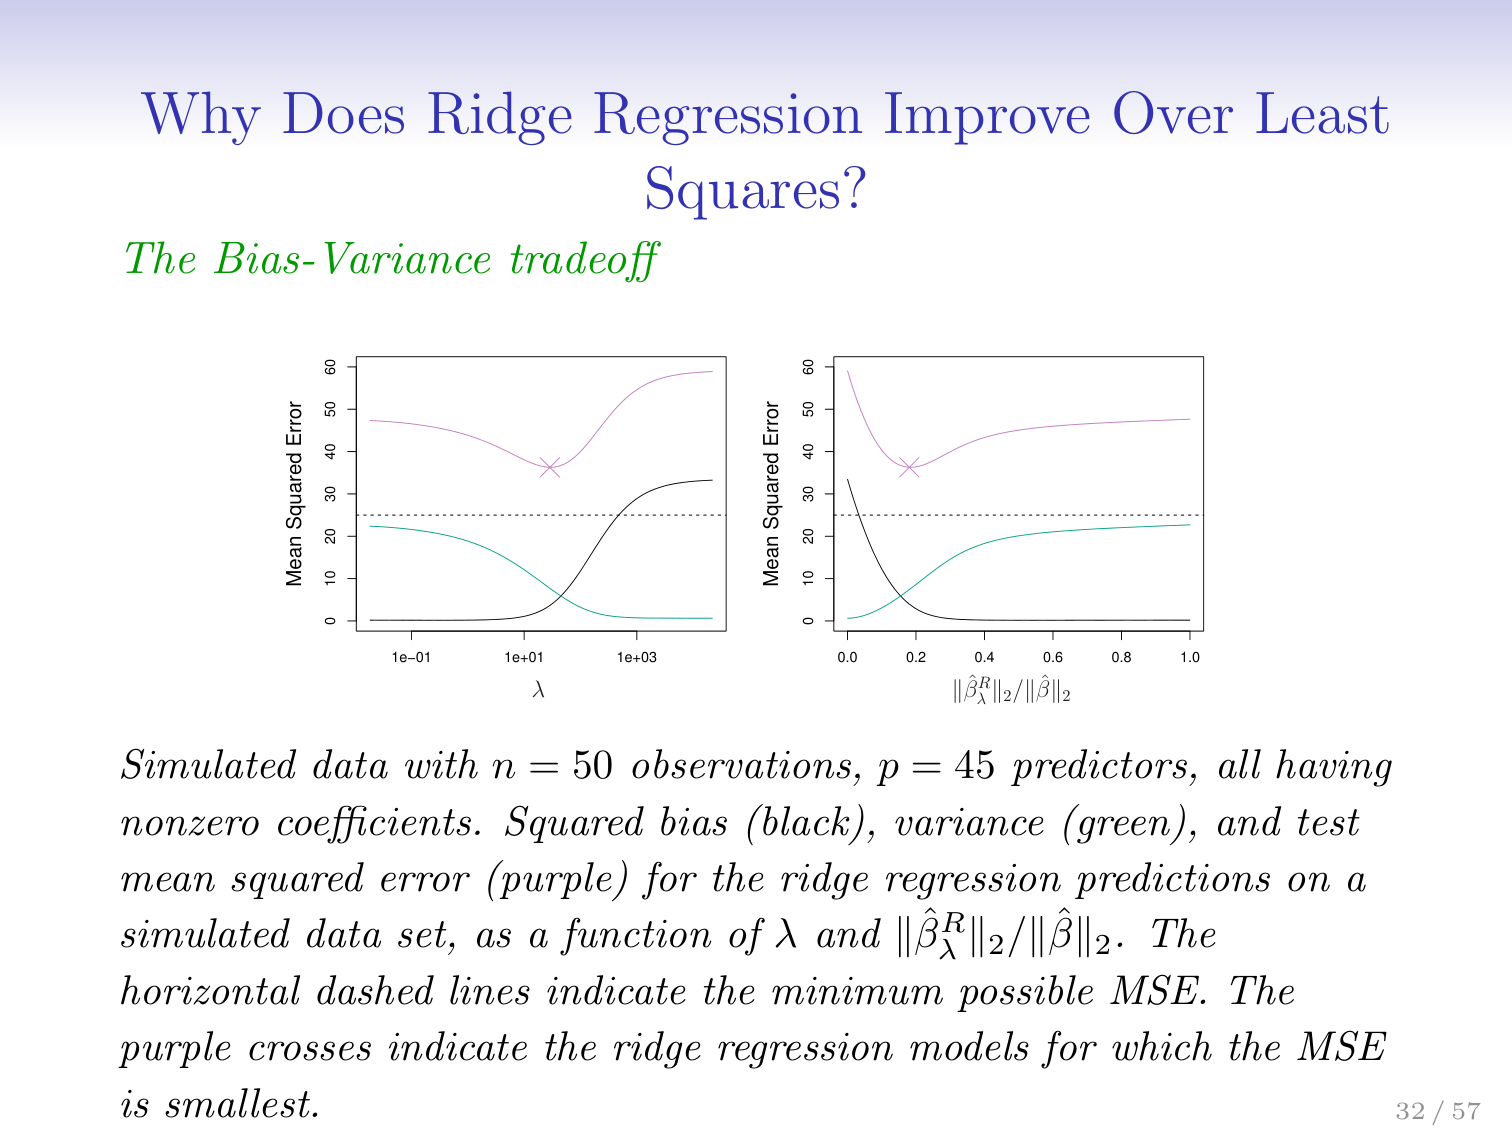 Why Does Ridge Regression Improve Over Least
Squares?
The Bias-Variance tradeoff
Mean Squared Error
0 10 20 30 40 50 60
1e−01 1e+01 1e+03
λ
Mean Squared Error
0 10 20 30 40 50 60
0.0 0.2 0.4 0.6 0.8 1.0
‖β̂λᴿ‖₂/‖β̂‖₂
Simulated data with n = 50 observations, p = 45 predictors, all having
nonzero coefficients. Squared bias (black), variance (green), and test
mean squared error (purple) for the ridge regression predictions on a
simulated data set, as a function of λ and ‖β̂λᴿ‖₂/‖β̂‖₂. The
horizontal dashed lines indicate the minimum possible MSE. The
purple crosses indicate the ridge regression models for which the MSE
is smallest.
32 / 57